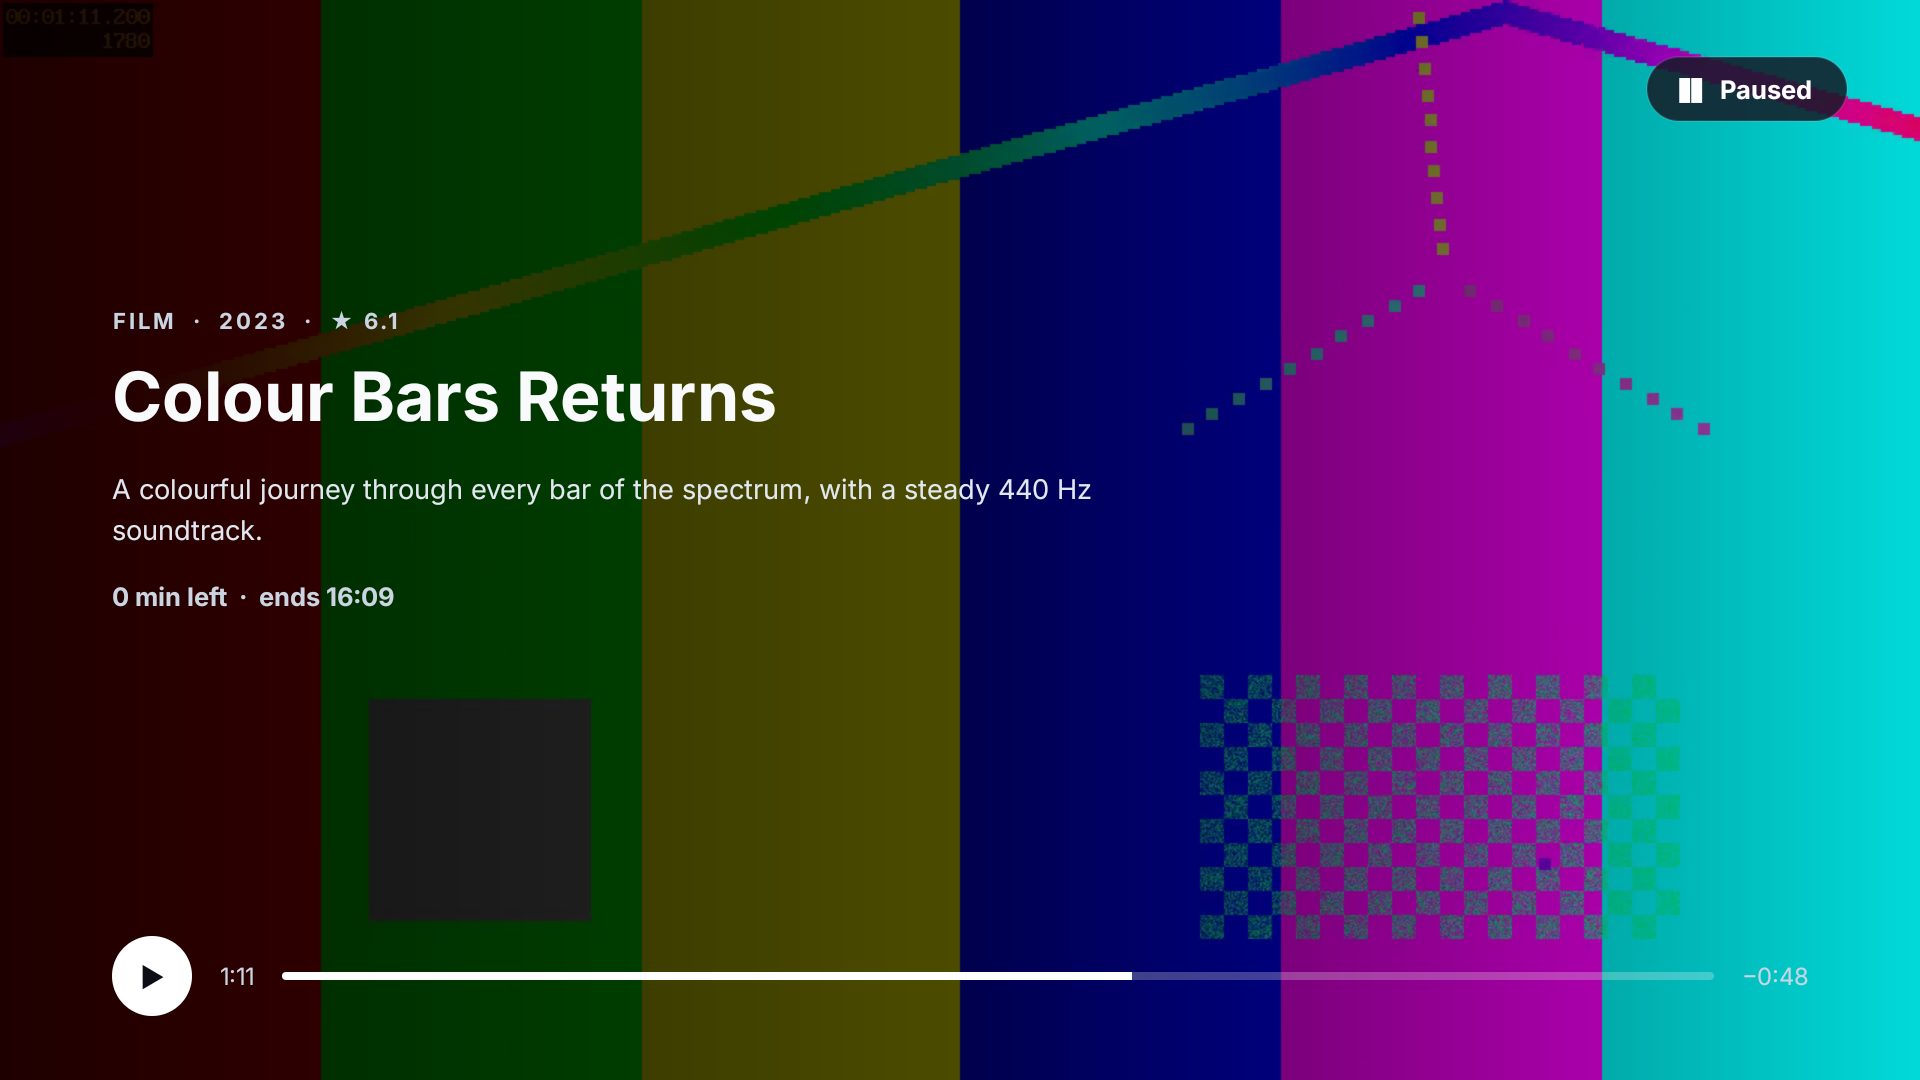 00:01:11.200
1780
Paused
FILM · 2023 · ★ 6.1
Colour Bars Returns
A colourful journey through every bar of the spectrum, with a steady 440 Hz
soundtrack.
0 min left · ends 16:09
1:11
−0:48